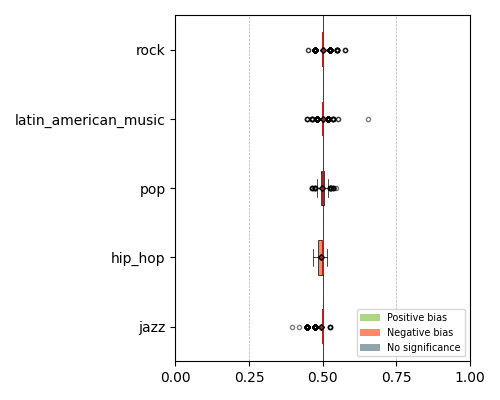 rock
latin_american_music
pop
hip_hop
jazz
Positive bias
Negative bias
No significance
0.00 0.25 0.50 0.75 1.00